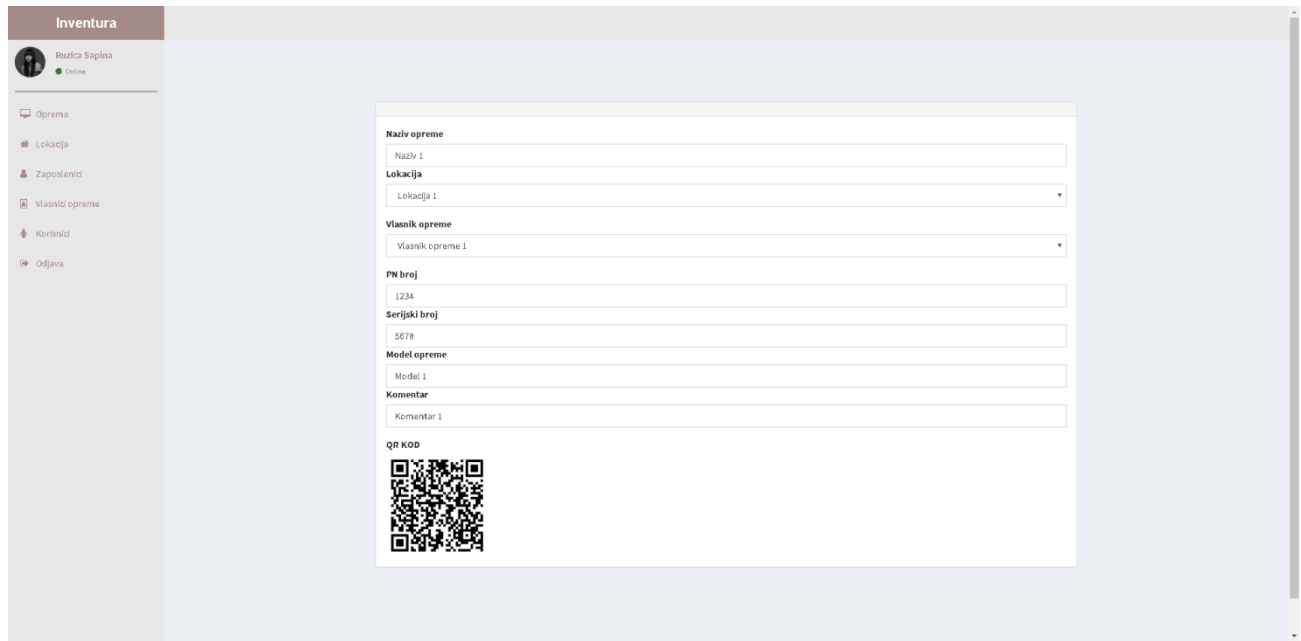 Inventura
Ruzica Sapina
Online
Oprema
Lokacija
Zaposlenici
Vlasnici opreme
Korisnici
Odjava
Naziv opreme
Naziv 1
Lokacija
Lokacija 1
Vlasnik opreme
Vlasnik opreme 1
PN broj
1234
Serijski broj
5678
Model opreme
Model 1
Komentar
Komentar 1
QR KOD